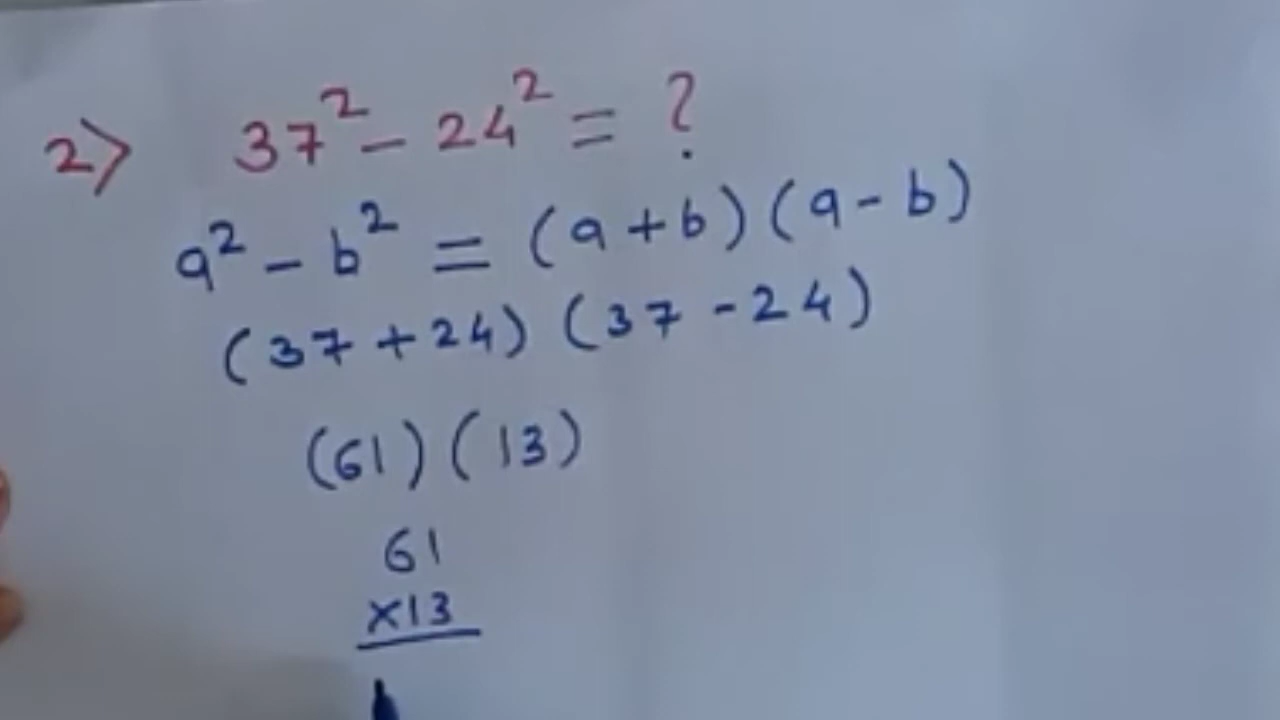 2) 37² - 24² = ?
a² - b² = (a + b) (a - b)
(37 + 24) (37 - 24)
(61) (13)
61
×13